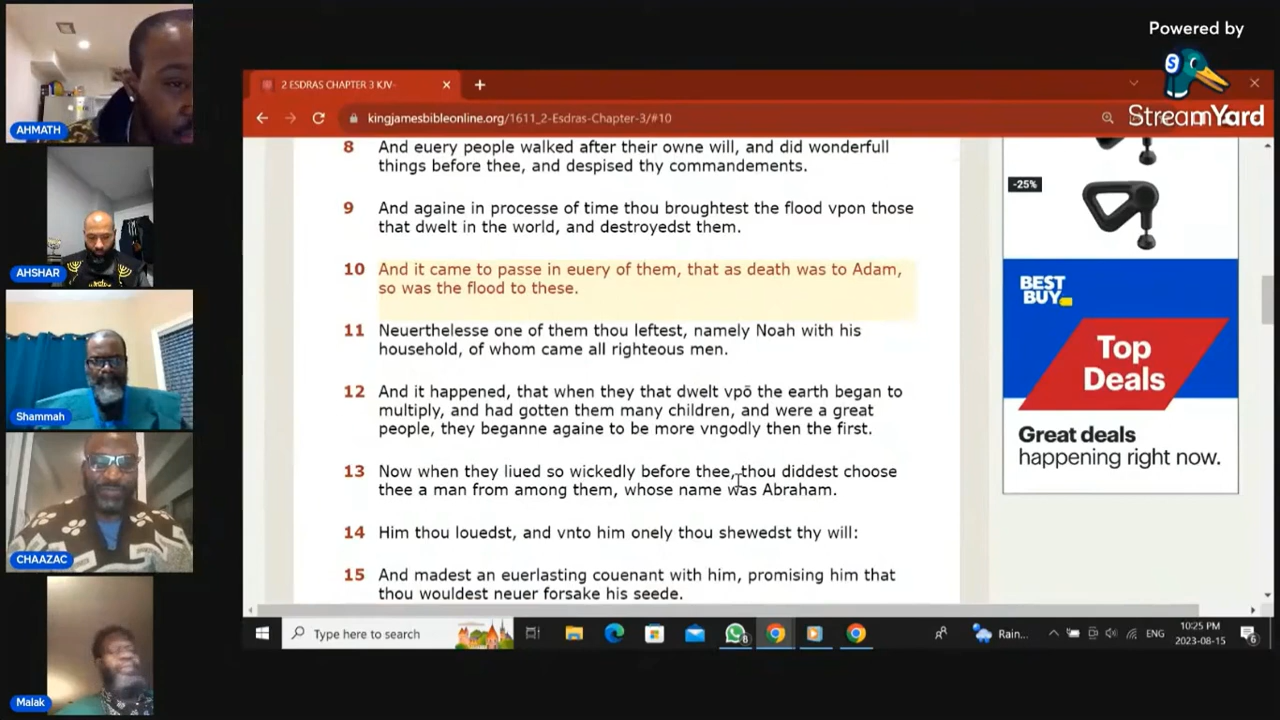 Powered by
S
StreamYard
AHMATH
AHSHAR
Shammah
CHAAZAC
Malak
2 ESDRAS CHAPTER 3 KJV-
kingjamesbibleonline.org/1611_2-Esdras-Chapter-3/#10
8 And euery people walked after their owne will, and did wonderfull
things before thee, and despised thy commandements.
9 And againe in processe of time thou broughtest the flood vpon those
that dwelt in the world, and destroyedst them.
10 And it came to passe in euery of them, that as death was to Adam,
so was the flood to these.
11 Neuerthelesse one of them thou leftest, namely Noah with his
household, of whom came all righteous men.
12 And it happened, that when they that dwelt vpō the earth began to
multiply, and had gotten them many children, and were a great
people, they beganne againe to be more vngodly then the first.
13 Now when they liued so wickedly before thee, thou diddest choose
thee a man from among them, whose name was Abraham.
14 Him thou louedst, and vnto him onely thou shewedst thy will:
15 And madest an euerlasting couenant with him, promising him that
thou wouldest neuer forsake his seede.
-25%
BEST
BUY
Top
Deals
Great deals
happening right now.
Type here to search
8
Rain...
ENG
10:25 PM
2023-08-15
6